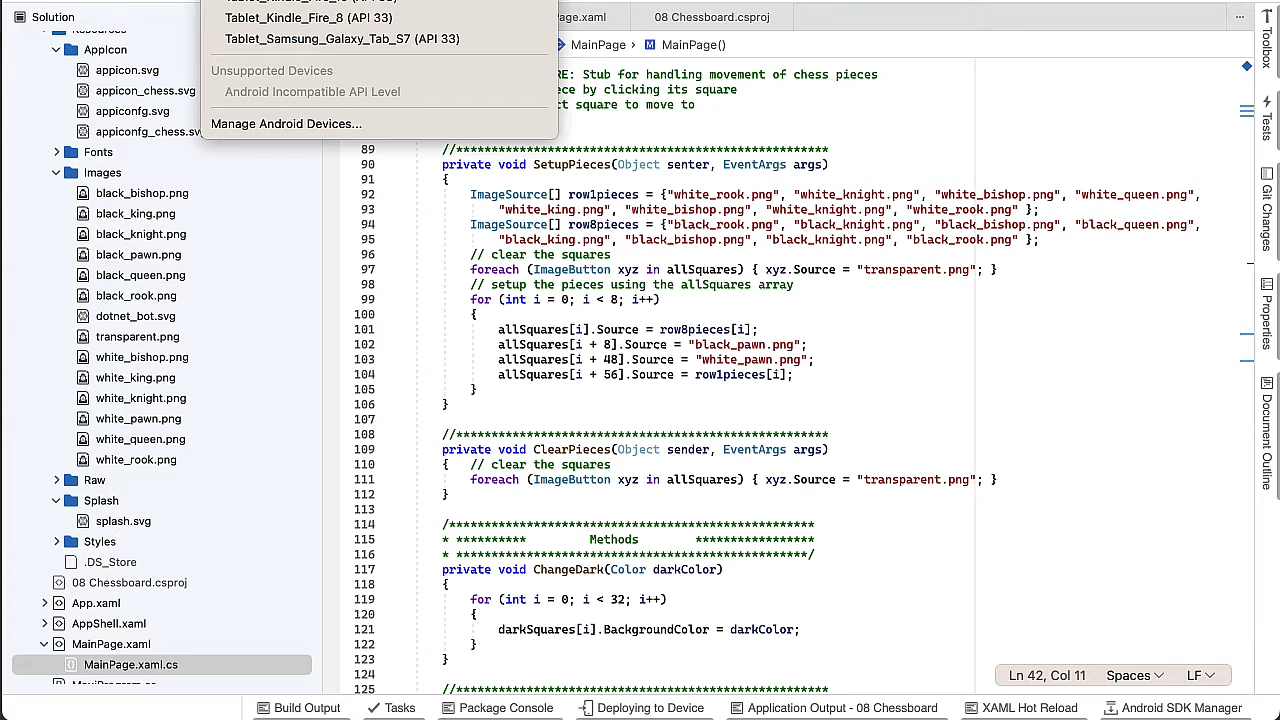 Solution
AppIcon
appicon.svg
appicon_chess.svg
appiconfg.svg
appiconfg_chess.sv
Fonts
Images
black_bishop.png
black_king.png
black_knight.png
black_pawn.png
black_queen.png
black_rook.png
dotnet_bot.svg
transparent.png
white_bishop.png
white_king.png
white_knight.png
white_pawn.png
white_queen.png
white_rook.png
Raw
Splash
splash.svg
Styles
.DS_Store
08 Chessboard.csproj
App.xaml
AppShell.xaml
MainPage.xaml
MainPage.xaml.cs
Tablet_Kindle_Fire_8 (API 33)
Tablet_Samsung_Galaxy_Tab_S7 (API 33)
Unsupported Devices
Android Incompatible API Level
Manage Android Devices...
age.xaml
08 Chessboard.csproj
MainPage › MainPage()
RE: Stub for handling movement of chess pieces
ece by clicking its square
ct square to move to
89 //*****************************************************
90 private void SetupPieces(Object senter, EventArgs args)
91 {
92 ImageSource[] row1pieces = {"white_rook.png", "white_knight.png", "white_bishop.png", "white_queen.png",
93 "white_king.png", "white_bishop.png", "white_knight.png", "white_rook.png" };
94 ImageSource[] row8pieces = {"black_rook.png", "black_knight.png", "black_bishop.png", "black_queen.png",
95 "black_king.png", "black_bishop.png", "black_knight.png", "black_rook.png" };
96 // clear the squares
97 foreach (ImageButton xyz in allSquares) { xyz.Source = "transparent.png"; }
98 // setup the pieces using the allSquares array
99 for (int i = 0; i < 8; i++)
100 {
101 allSquares[i].Source = row8pieces[i];
102 allSquares[i + 8].Source = "black_pawn.png";
103 allSquares[i + 48].Source = "white_pawn.png";
104 allSquares[i + 56].Source = row1pieces[i];
105 }
106 }
107
108 //*****************************************************
109 private void ClearPieces(Object sender, EventArgs args)
110 { // clear the squares
111 foreach (ImageButton xyz in allSquares) { xyz.Source = "transparent.png"; }
112 }
113
114 /****************************************************
115 * ********** Methods *****************
116 * **************************************************/
117 private void ChangeDark(Color darkColor)
118 {
119 for (int i = 0; i < 32; i++)
120 {
121 darkSquares[i].BackgroundColor = darkColor;
122 }
123 }
124
125 //*****************************************************
Ln 42, Col 11 Spaces LF
Toolbox
Tests
Git Changes
Properties
Document Outline
Build Output
Tasks
Package Console
Deploying to Device
Application Output - 08 Chessboard
XAML Hot Reload
Android SDK Manager